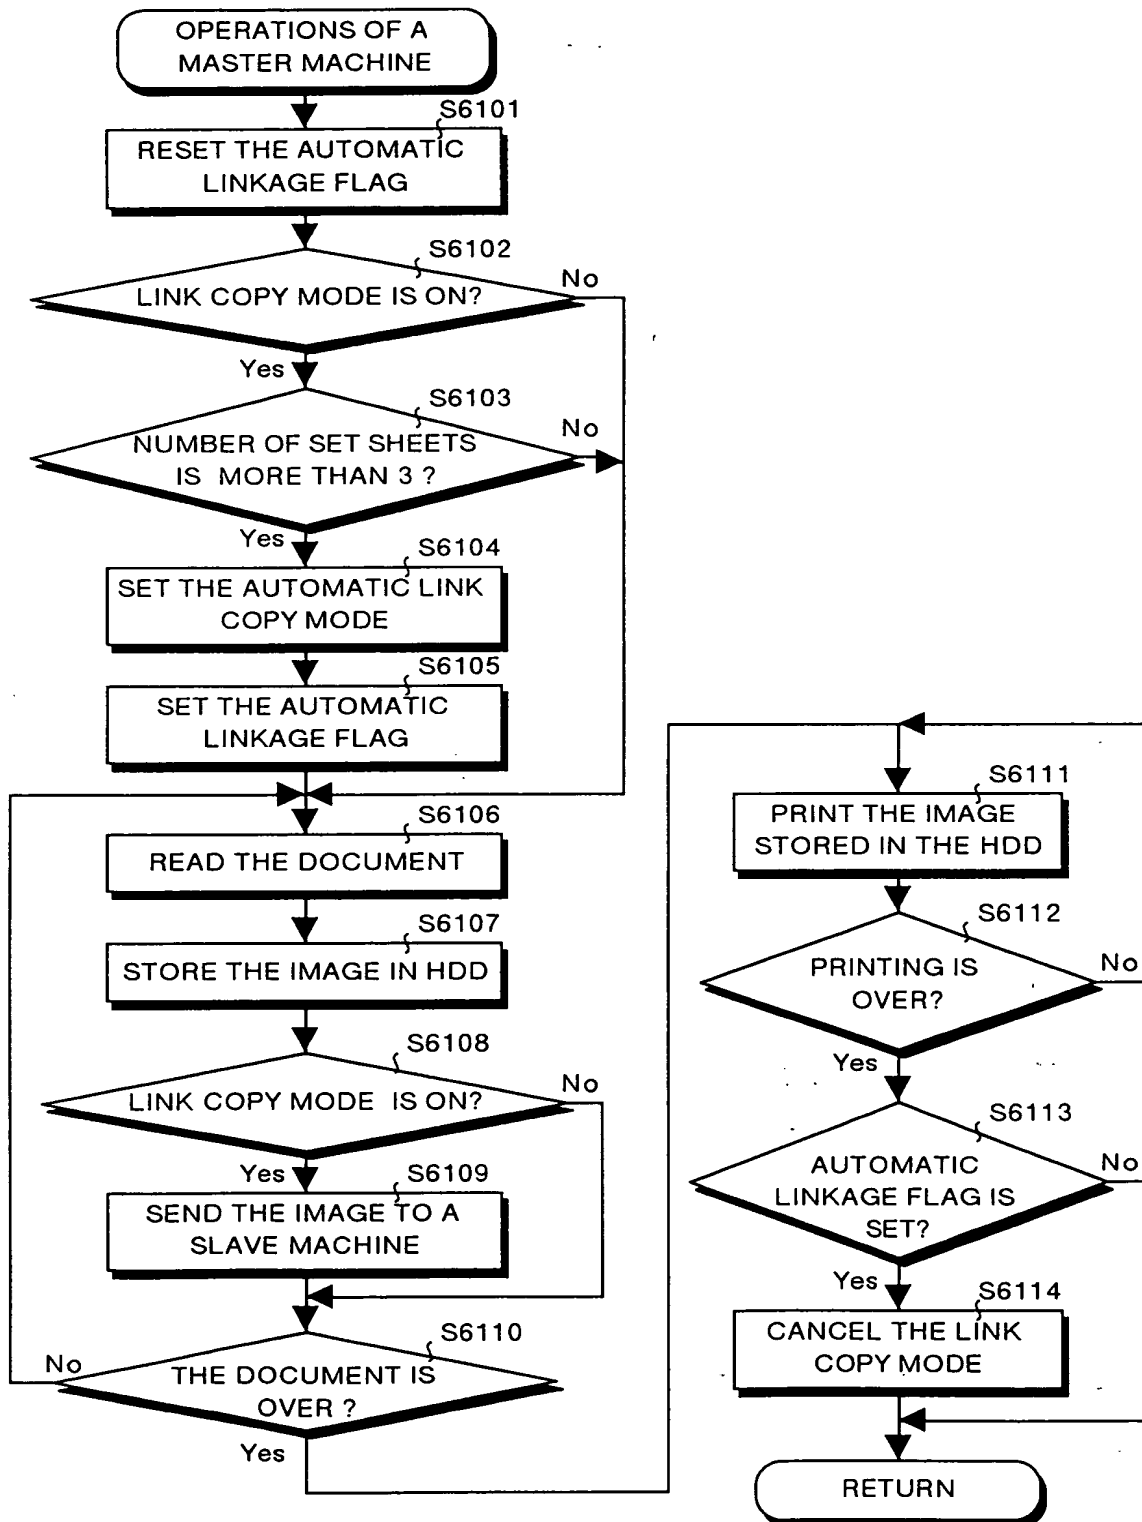 OPERATIONS OF A
MASTER MACHINE
S6101
RESET THE AUTOMATIC
LINKAGE FLAG
S6102
LINK COPY MODE IS ON?
No
Yes
S6103
NUMBER OF SET SHEETS
IS MORE THAN 3 ?
No
Yes
S6104
SET THE AUTOMATIC LINK
COPY MODE
S6105
SET THE AUTOMATIC
LINKAGE FLAG
S6106
READ THE DOCUMENT
S6107
STORE THE IMAGE IN HDD
S6108
LINK COPY MODE IS ON?
No
Yes
S6109
SEND THE IMAGE TO A
SLAVE MACHINE
S6110
THE DOCUMENT IS
OVER ?
No
Yes
S6111
PRINT THE IMAGE
STORED IN THE HDD
S6112
PRINTING IS
OVER?
No
Yes
S6113
AUTOMATIC
LINKAGE FLAG IS
SET?
No
Yes
S6114
CANCEL THE LINK
COPY MODE
RETURN